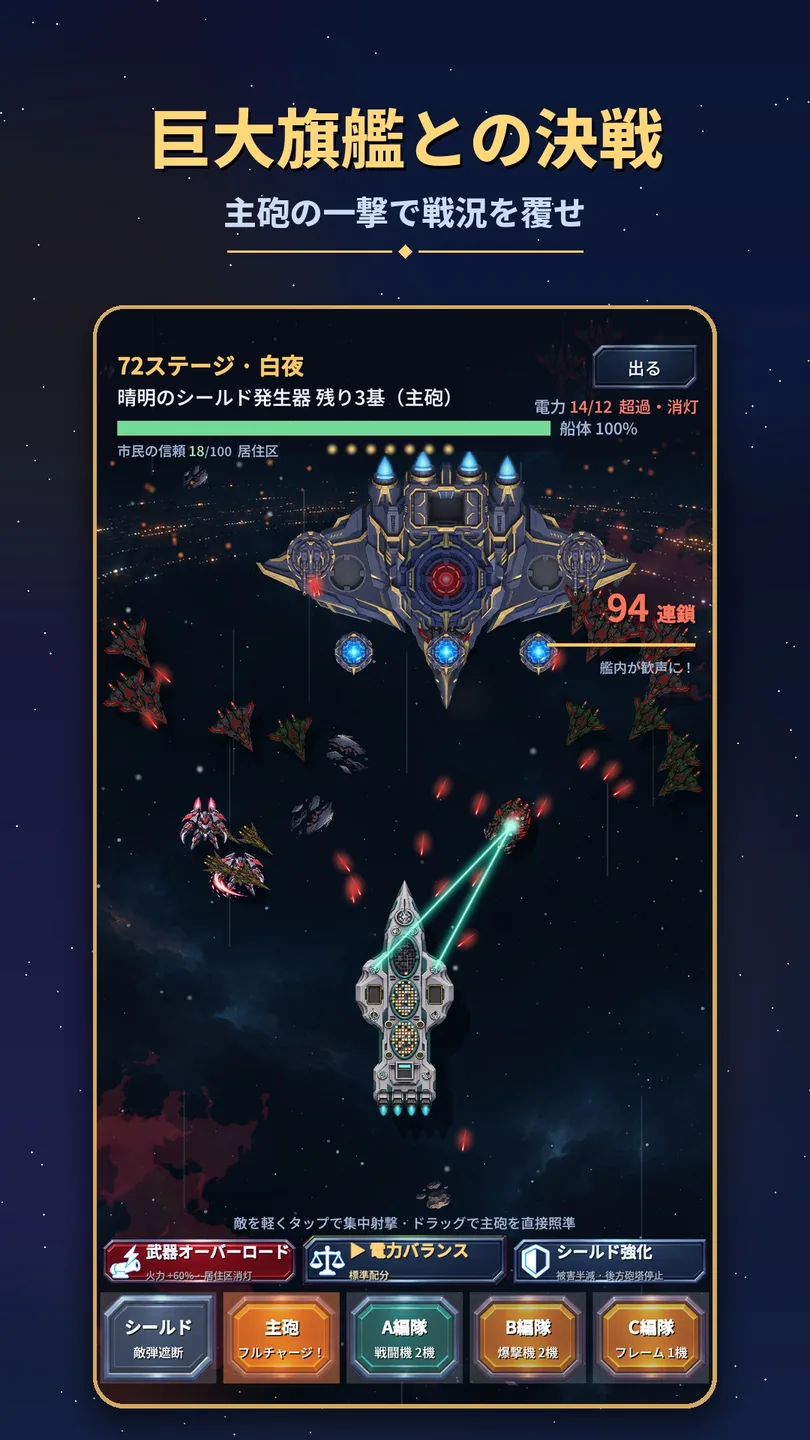 巨大旗艦との決戦
主砲の一撃で戦況を覆せ
72ステージ · 白夜
出る
晴明のシールド発生器 残り3基（主砲）
電力 14/12 超過・消灯
船体 100%
市民の信頼 18/100 居住区
94 連鎖
艦内が歓声に！
敵を軽くタップで集中射撃 · ドラッグで主砲を直接照準
武器オーバーロード
火力 +60% · 居住区消灯
▶ 電力バランス
標準配分
シールド強化
被害半減 · 後方砲塔停止
シールド
敵弾遮断
主砲
フルチャージ！
A編隊
戦闘機 2機
B編隊
爆撃機 2機
C編隊
フレーム 1機